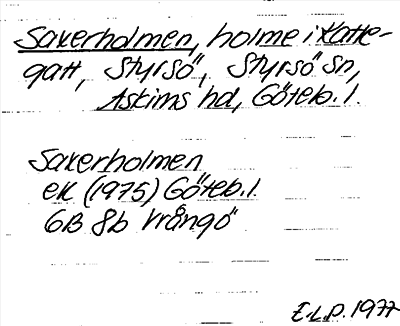 Saxerholmen, holme i Katte-
gatt, Styrsö, Styrsö sn,
Askims hd, Göteb. l.
Saxerholmen
ek (1975) Göteb. l.
6B 8b Vrångö
E.L.P. 1977